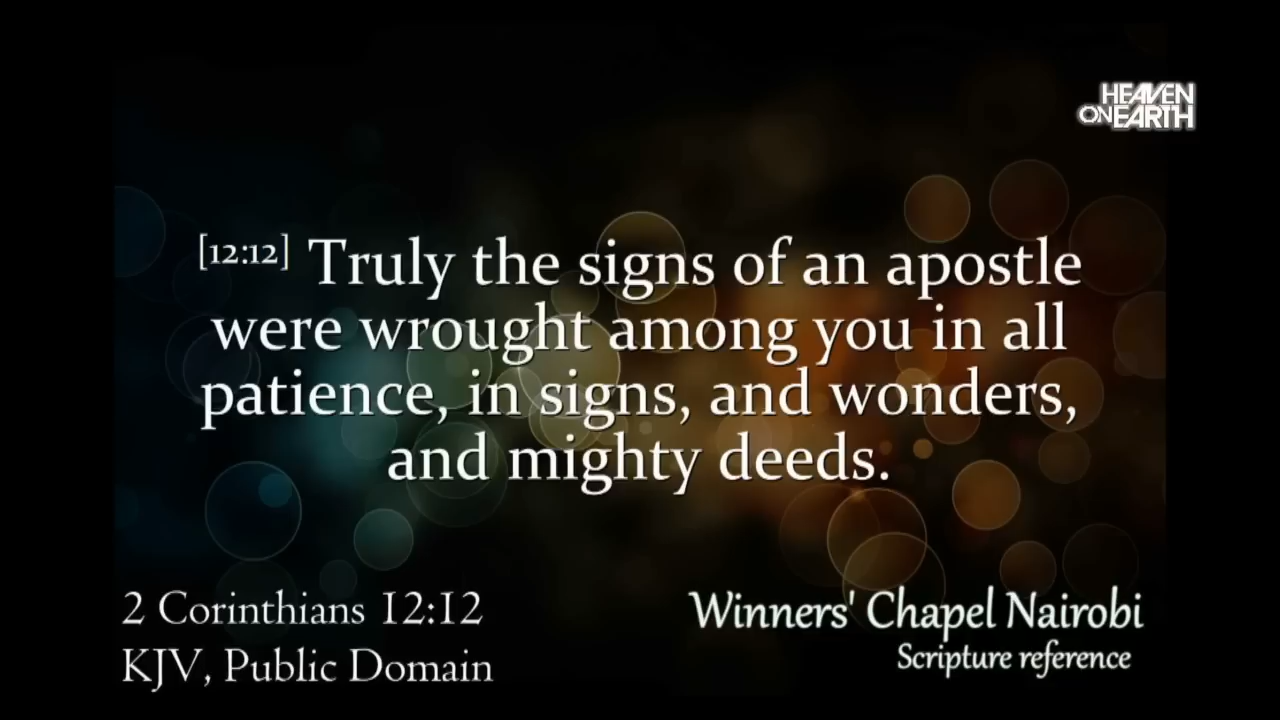 HEAVEN
ON EARTH
[12:12] Truly the signs of an apostle
were wrought among you in all
patience, in signs, and wonders,
and mighty deeds.
2 Corinthians 12:12
KJV, Public Domain
Winners' Chapel Nairobi
Scripture reference